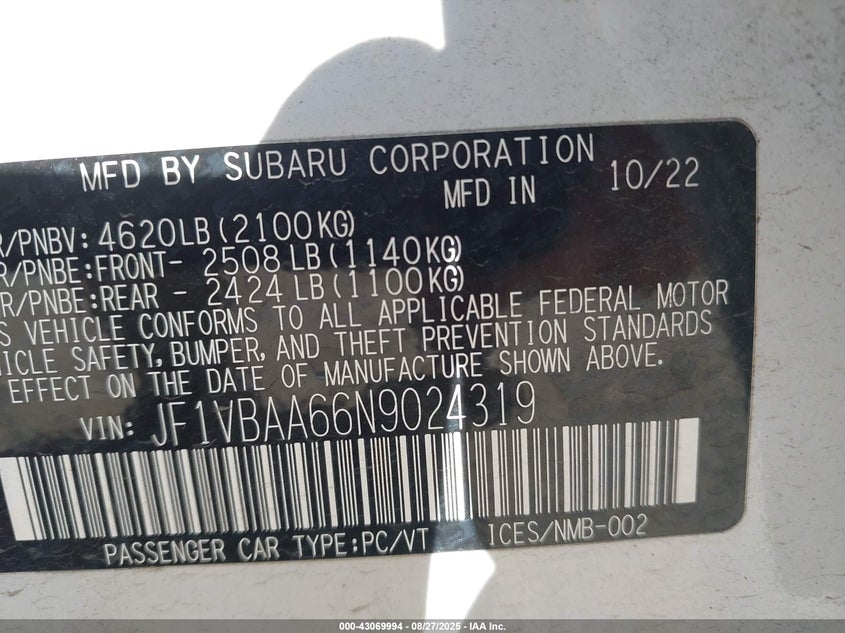 MFD BY SUBARU CORPORATION
MFD IN 10/22
R/PNBV: 4620LB (2100KG)
R/PNBE:FRONT- 2508 LB (1140KG)
R/PNBE:REAR - 2424 LB (1100KG)
S VEHICLE CONFORMS TO ALL APPLICABLE FEDERAL MOTOR
HICLE SAFETY, BUMPER, AND THEFT PREVENTION STANDARDS
EFFECT ON THE DATE OF MANUFACTURE SHOWN ABOVE.
VIN: JF1VBAA66N9024319
PASSENGER CAR TYPE:PC/VT ICES/NMB-002
000-43069994 - 08/27/2025 - IAA Inc.